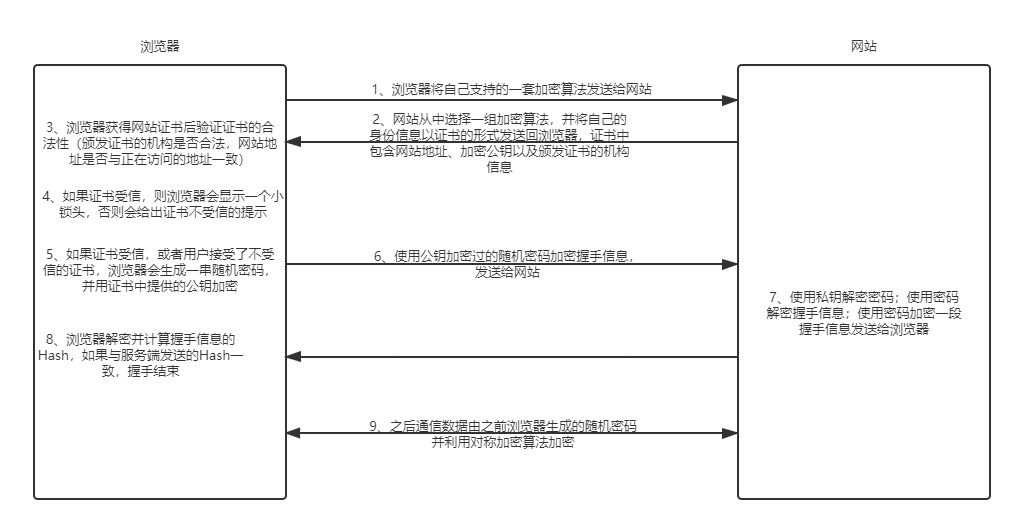 浏览器
网站
1、浏览器将自己支持的一套加密算法发送给网站
2、网站从中选择一组加密算法，并将自己的
身份信息以证书的形式发送回浏览器，证书中
包含网站地址、加密公钥以及颁发证书的机构
信息
3、浏览器获得网站证书后验证证书的合
法性（颁发证书的机构是否合法，网站地
址是否与正在访问的地址一致）
4、如果证书受信，则浏览器会显示一个小
锁头，否则会给出证书不受信的提示
5、如果证书受信，或者用户接受了不受
信的证书，浏览器会生成一串随机密码，
并用证书中提供的公钥加密
6、使用公钥加密过的随机密码加密握手信息，
发送给网站
7、使用私钥解密密码；使用密码
解密握手信息；使用密码加密一段
握手信息发送给浏览器
8、浏览器解密并计算握手信息的
Hash，如果与服务端发送的Hash一
致，握手结束
9、之后通信数据由之前浏览器生成的随机密码
并利用对称加密算法加密